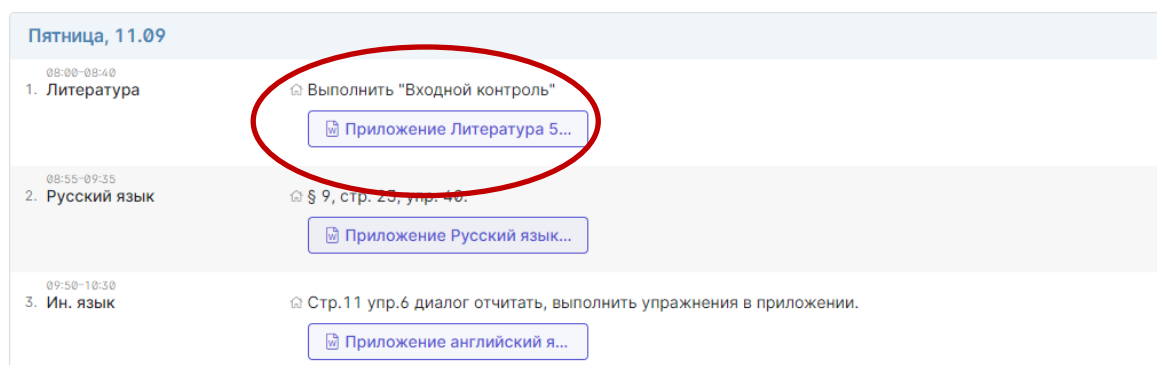 Пятница, 11.09
08:00-08:40
1. Литература
Выполнить "Входной контроль"
Приложение Литература 5...
08:55-09:35
2. Русский язык
§ 9, стр. 23, упр. 40.
Приложение Русский язык...
09:50-10:30
3. Ин. язык
Стр.11 упр.6 диалог отчитать, выполнить упражнения в приложении.
Приложение английский я...